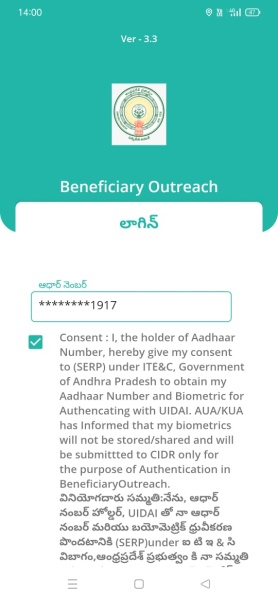 14:00
Ver - 3.3
Beneficiary Outreach
లాగిన్
ఆధార్ నెంబర్
********1917
Consent : I, the holder of Aadhaar
Number, hereby give my consent
to (SERP) under ITE&C, Government
of Andhra Pradesh to obtain my
Aadhaar Number and Biometric for
Authencating with UIDAI. AUA/KUA
has Informed that my biometrics
will not be stored/shared and will
be submittted to CIDR only for
the purpose of Authentication in
BeneficiaryOutreach.
వినియోగదారు సమ్మతి:నేను, ఆధార్
నంబర్ హోల్డర్, UIDAI తో నా ఆధార్
నంబర్ మరియు బయోమెట్రిక్ ధ్రువీకరణ
పొందటానికి (SERP)under ఐ టి ఇ & సి
విబాగం,ఆంధ్రప్రదేశ్ ప్రభుత్వం కి నా సమ్మతి